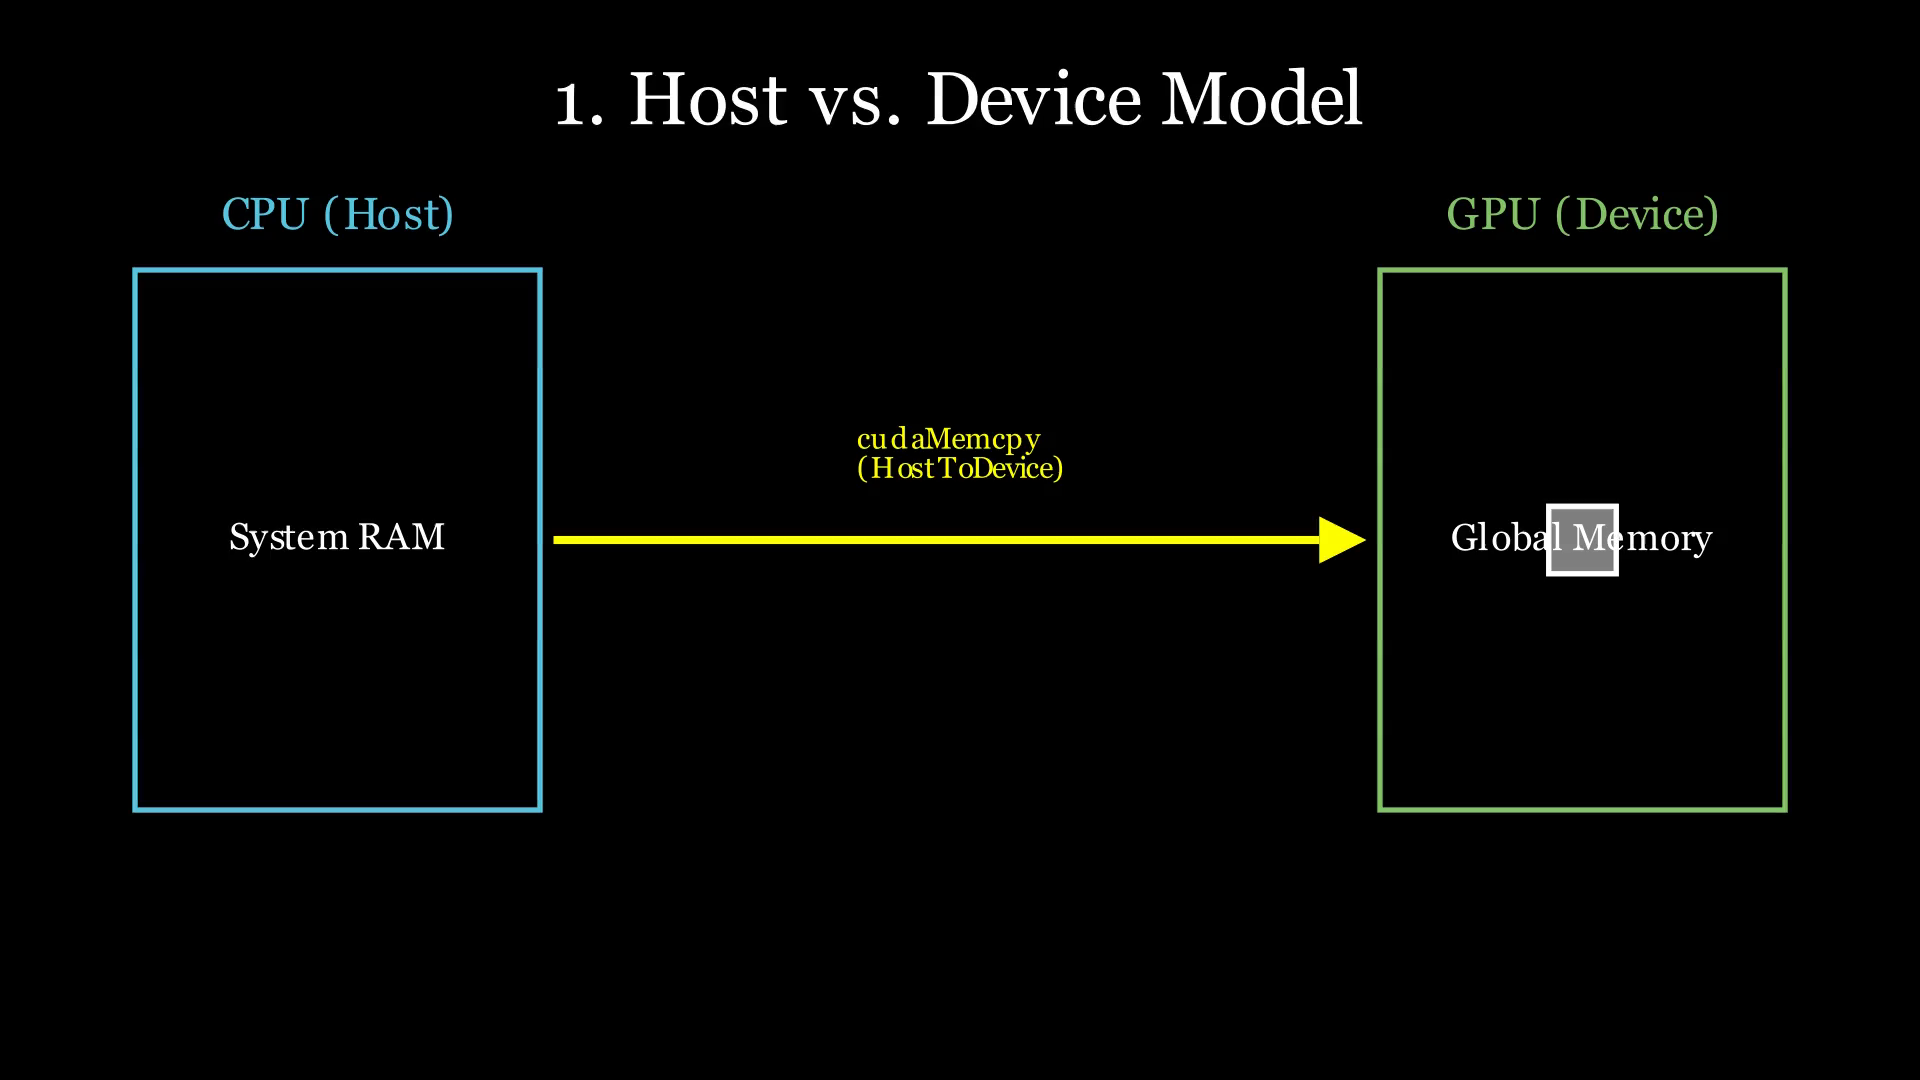 1. Host vs. Device Model
CPU (Host)
GPU (Device)
cudaMemcpy
(HostToDevice)
System RAM
Global Memory